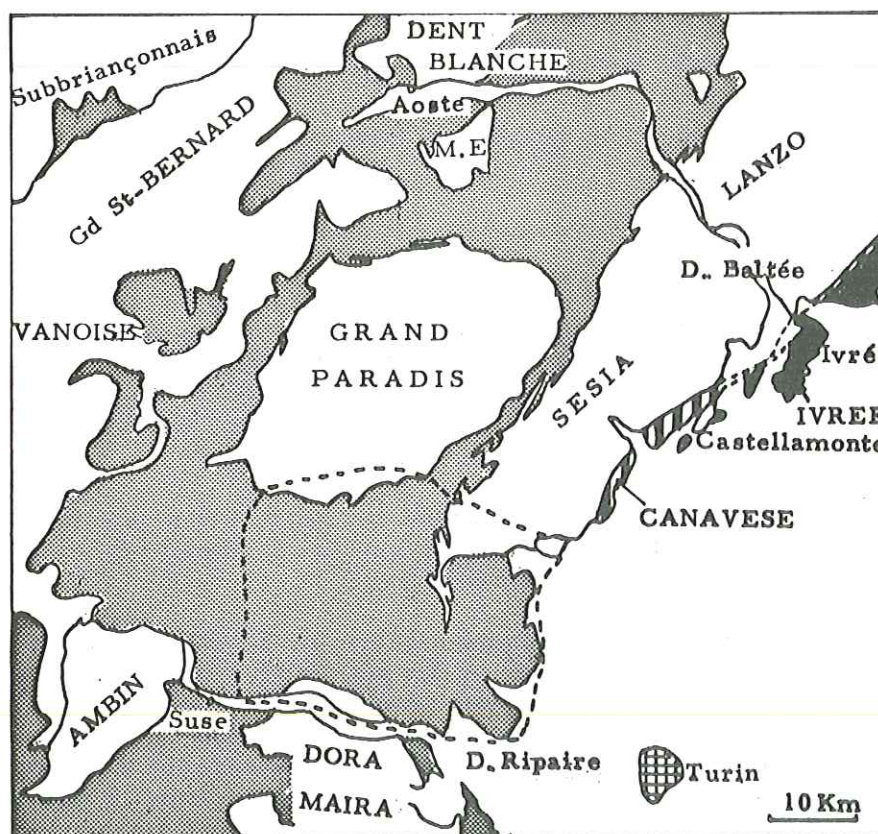 DENT
BLANCHE
Subbriançonnais
Aoste
M.E
Gd St-BERNARD
LANZO
D.. Baltée
VANOISE
GRAND
PARADIS
SESIA
Ivré
IVREE
Castellamonte
CANAVESE
AMBIN
Suse
DORA
MAIRA
D. Ripaire
Turin
10 Km